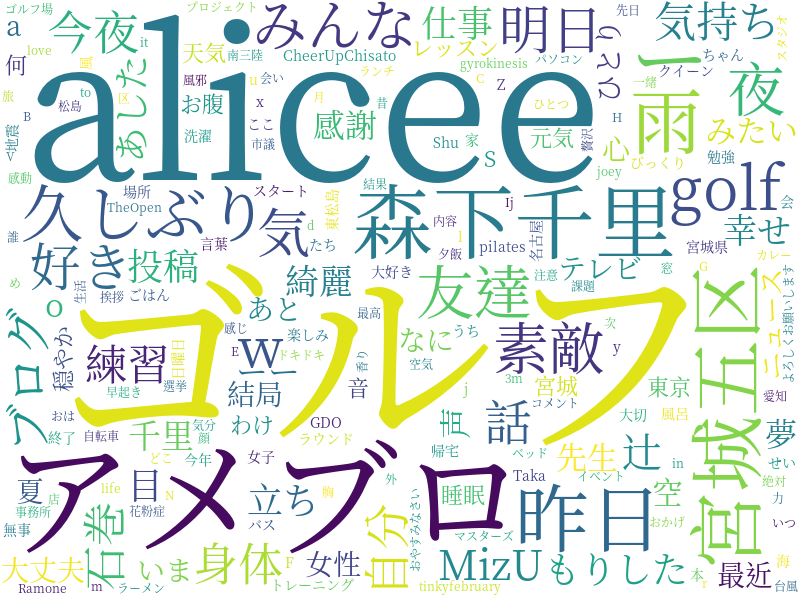 ゴルフ場
プロジェクト
みんな
仕事
明日
気持ち
先日
a
今夜
love
天気
南三陸
it
CheerUpChisato
レッスン
gyrokinesis
パソコン
ちゃん
クイーン
スタジオ
何
alicee
風
旅
風邪
u
会い
ランチ
C
一緒
あした
お腹
to
松島
区
B
月
x
ここ
昔
Z
ひとつ
雨
夜
みたい
地震
V
洗濯
市議
感謝
Shu
家
元気
贅沢
H
心
びっくり
勉強
joey
感動
S
久しぶり
場所
TheOpen
スタート
東松島
結果
たち
d
内容
森下千里
Ij
golf
会
幸せ
誰
言葉
気
l
pilates
名古屋
宮城県
好き
投稿
綺麗
大好き
夕飯
注意
テレビ
窓
カレー
め
生活
挨拶
ごはん
o
あと
友達
課題
G
ニュース
よろしくお願いします
ブログ
穏やか
日曜日
感じ
最高
楽しみ
なに
うち
素敵
次
y
ゴルフ
練習
w
E
ドキドキ
香り
空気
宮城五区
早起き
選挙
結局
音
j
3m
宮城
東京
愛知
おは
気分
顔
GDO
コメント
大切
風呂
終了
自転車
千里
わけ
ラウンド
声
話
辻
夢
どこ
今年
女子
帰宅
ベッド
in
先生
せい
アメブロ
夏
目
立ち
外
Taka
イベント
空
絶対
店
life
N
胸
睡眠
昨日
力
事務所
花粉症
バス
おやすみなさい
マスターズ
おかげ
いつ
無事
石巻
自分
大丈夫
いま
身体
F
女性
MizU
もりした
本
最近
海
Ramone
m
ラーメン
トレーニング
tinkyfebruary
r
台風